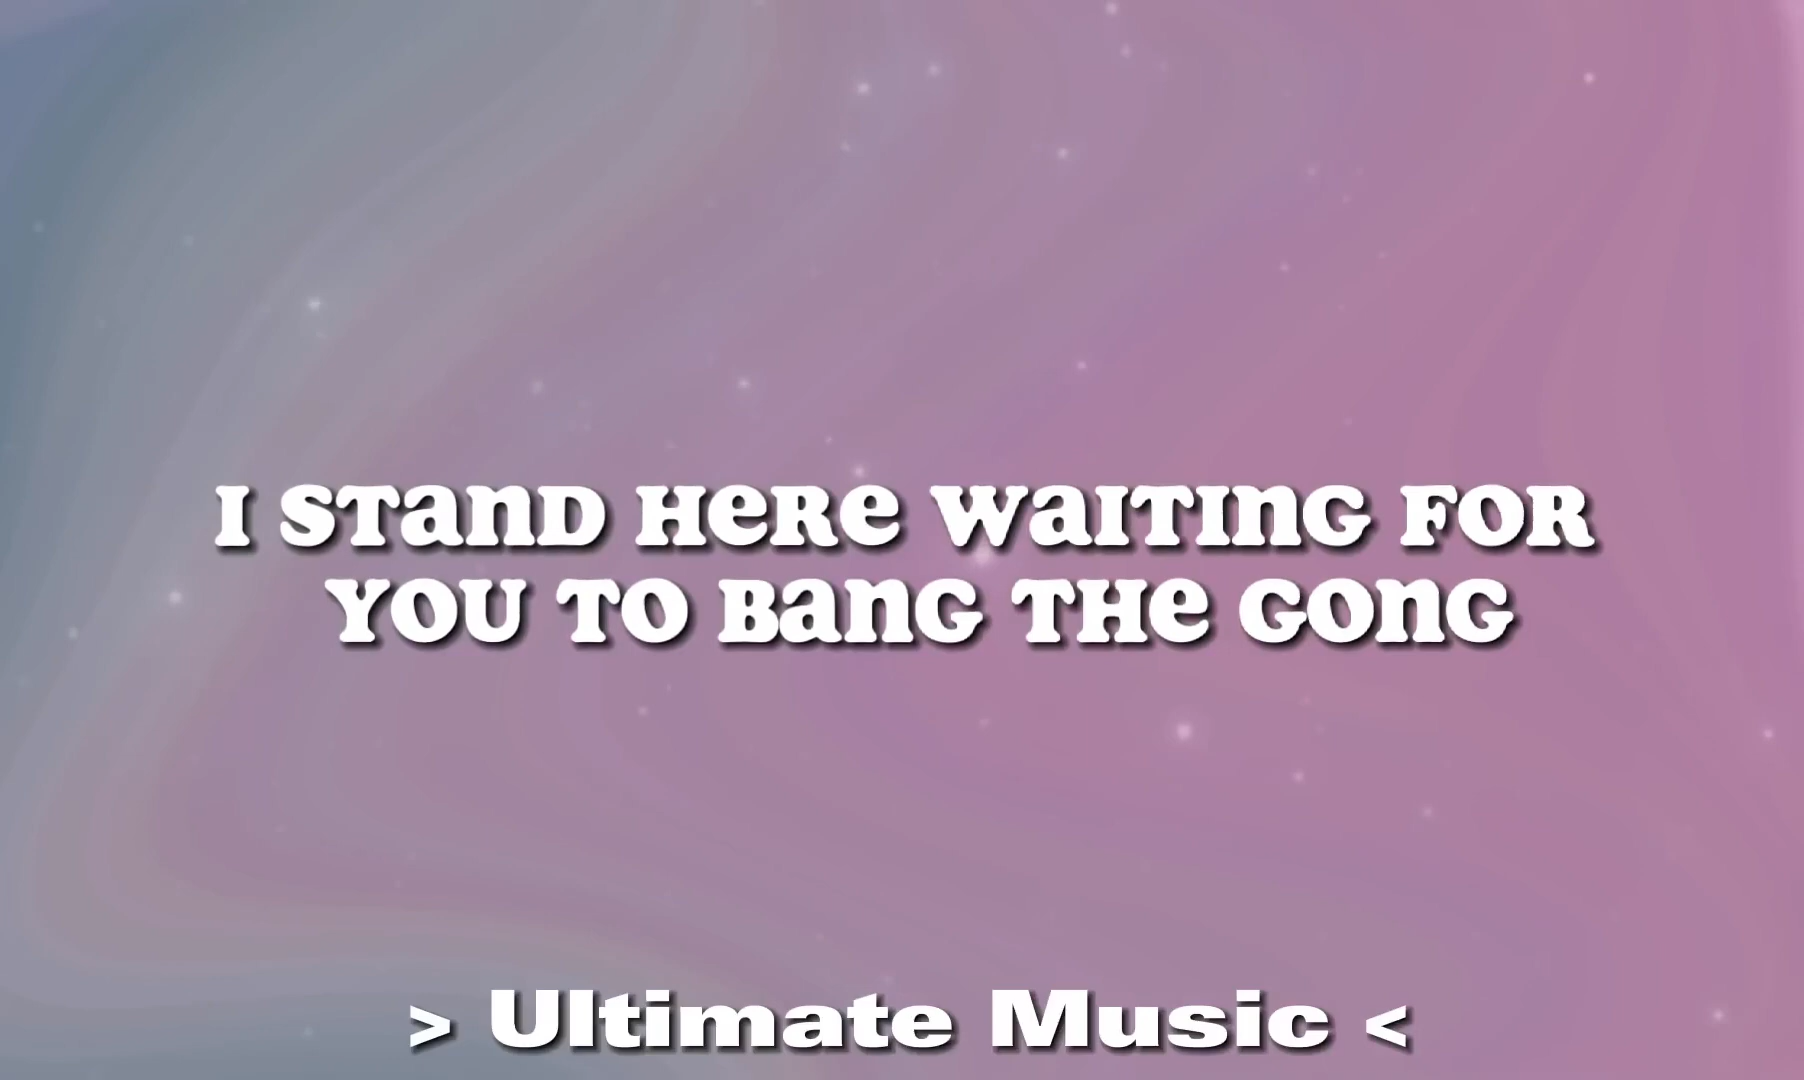 I STAND HERE WAITING FOR
YOU TO BANG THE GONG
> Ultimate Music <